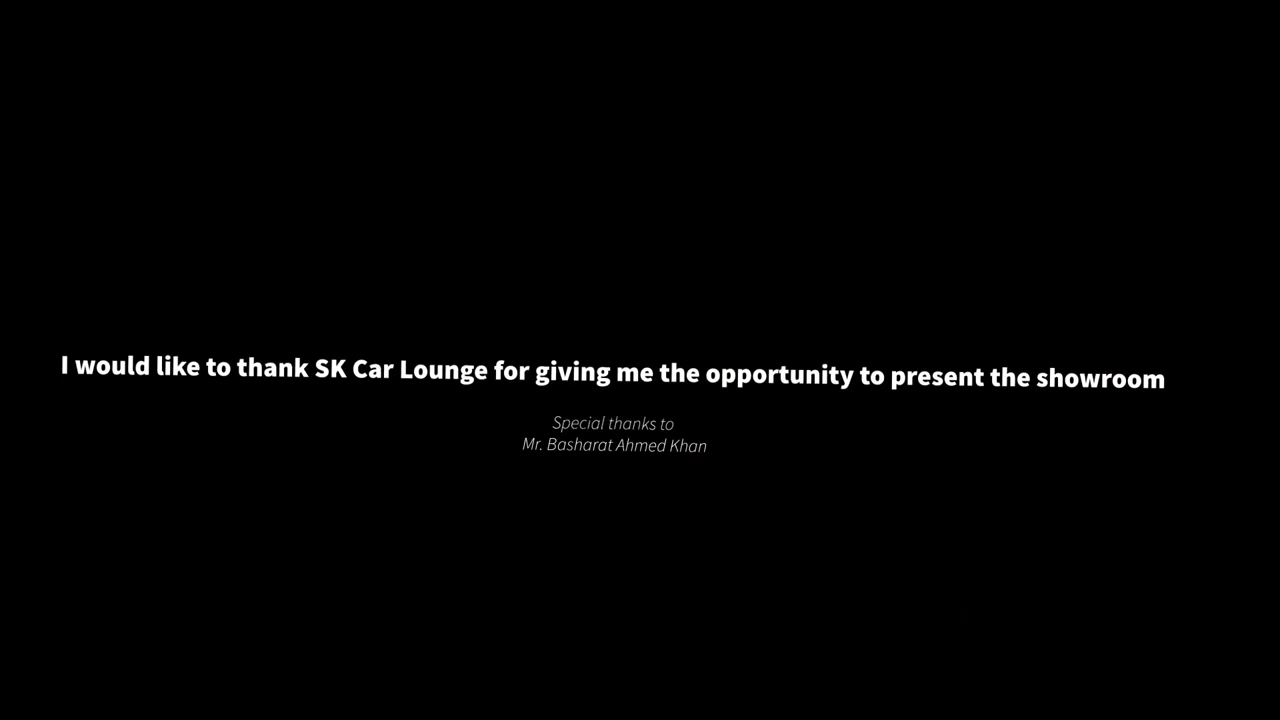 I would like to thank SK Car Lounge for giving me the opportunity to present the showroom
Special thanks to
Mr. Basharat Ahmed Khan